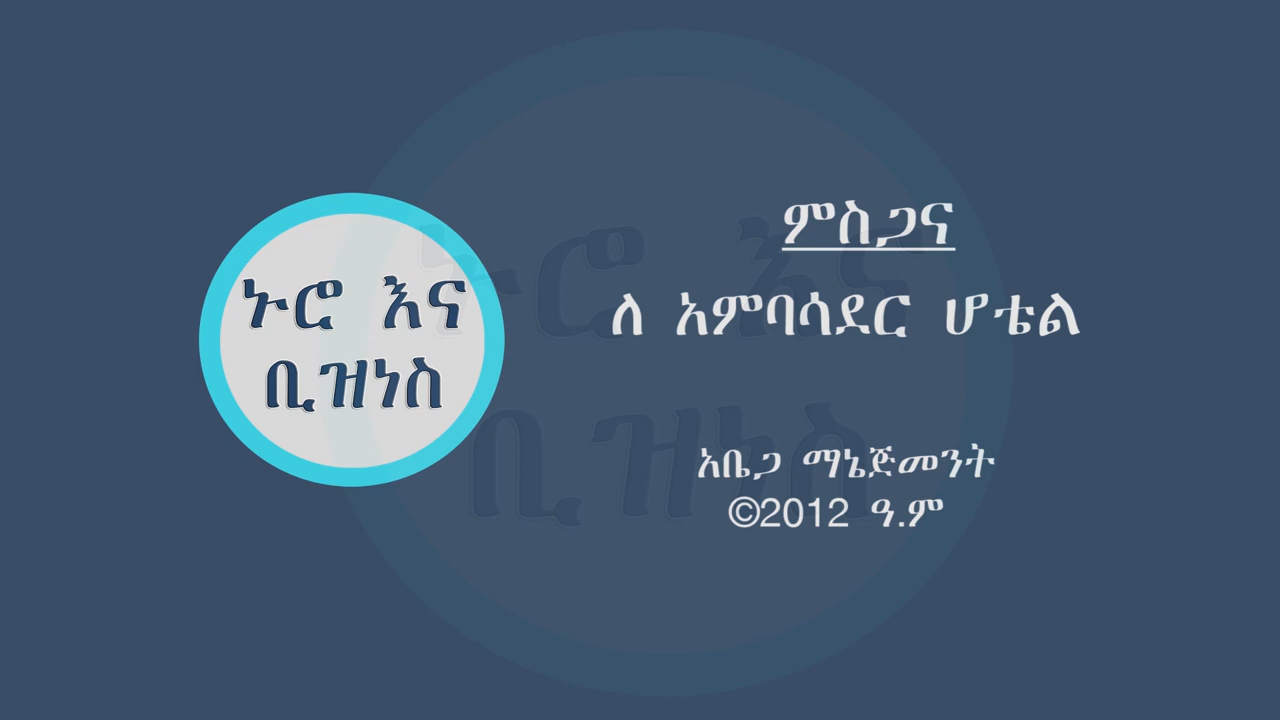 ኑሮ እና
ቢዝነስ
ምስጋና
ለ አምባሳደር ሆቴል
አቤጋ ማኔጅመንት
©2012 ዓ.ም